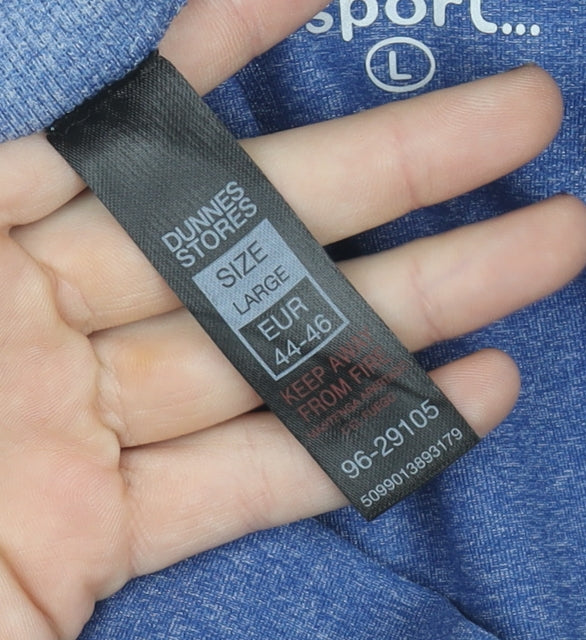 sport...
L
DUNNES
STORES
SIZE
LARGE
EUR
44-46
KEEP AWAY
FROM FIRE
96-29105
5099013893179